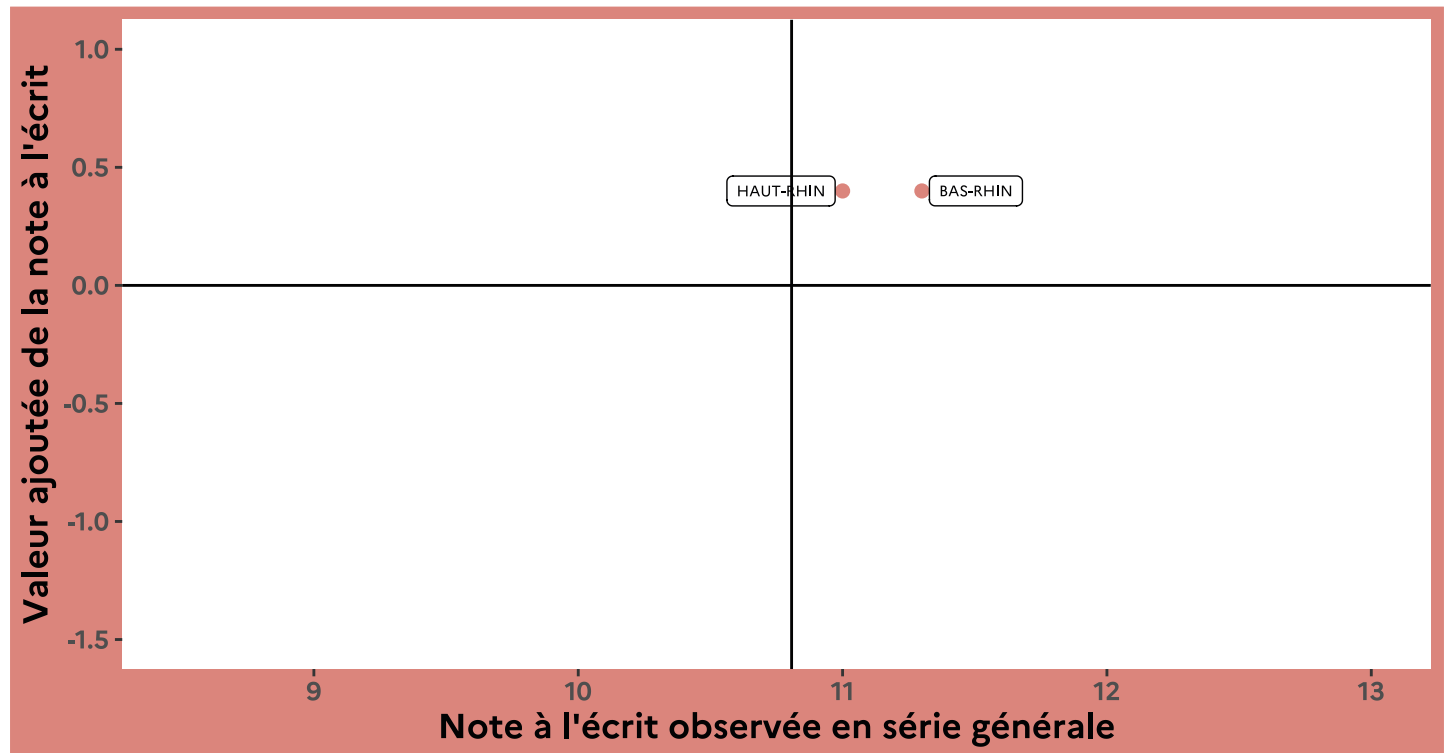 Valeur ajoutée de la note à l'écrit
1.0
0.5
0.0
-0.5
-1.0
-1.5
HAUT-RHIN
BAS-RHIN
9
10
11
12
13
Note à l'écrit observée en série générale